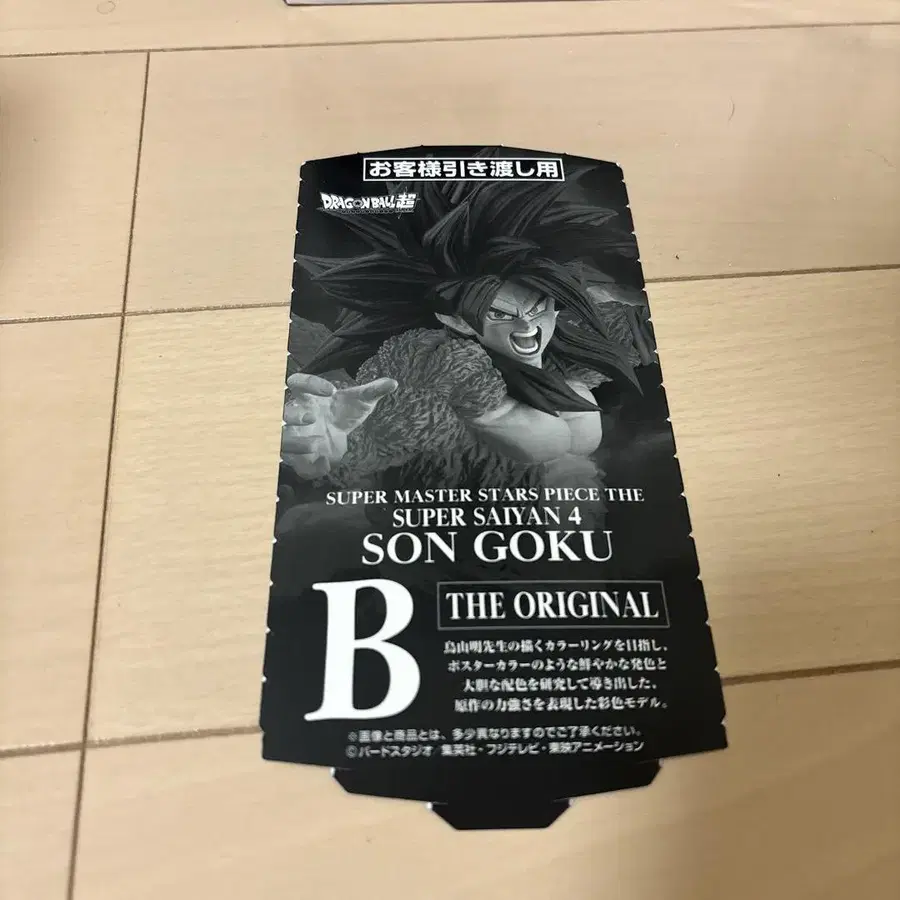 お客様引き渡し用
DRAGONBALL超
SUPER MASTER STARS PIECE THE
SUPER SAIYAN 4
SON GOKU
B
THE ORIGINAL
鳥山明先生の描くカラーリングを目指し、
ポスターカラーのような鮮やかな発色と
大胆な配色を研究して導き出した、
原作の力強さを表現した彩色モデル。
※画像と商品とは、多少異なりますのでご了承ください。
©バードスタジオ/集英社・フジテレビ・東映アニメーション